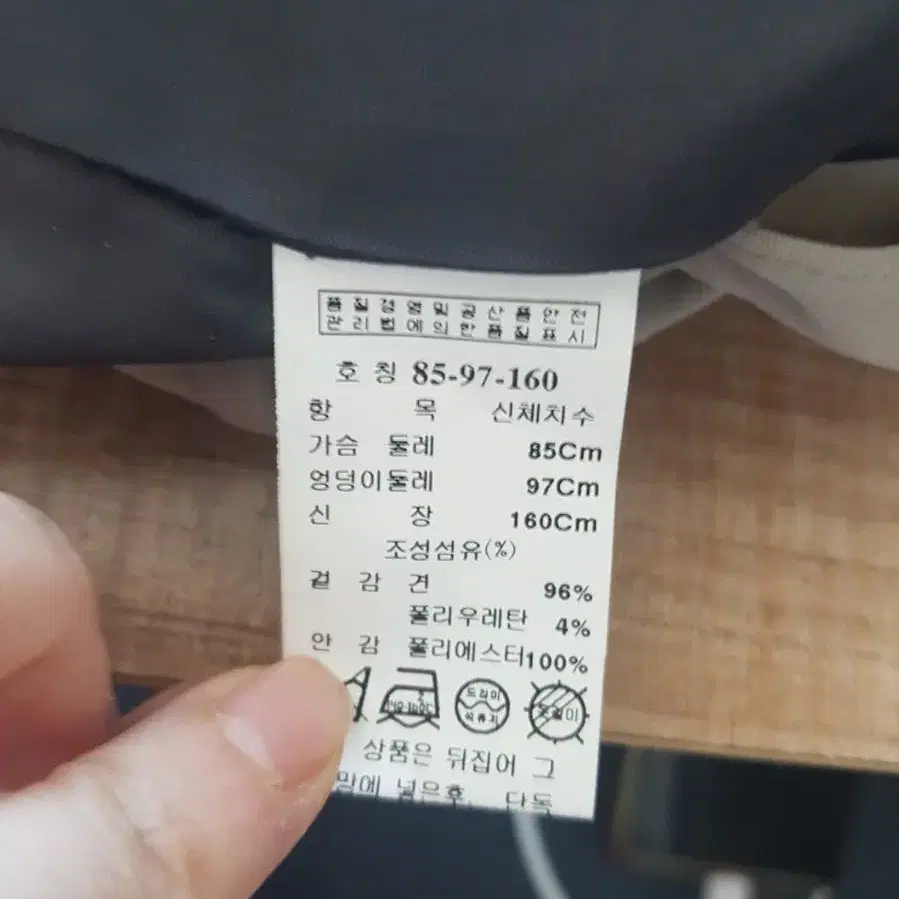 품질경영및공산품안전
관리법에의한품질표시
호 칭 85-97-160
항 목 신체치수
가슴 둘레 85Cm
엉덩이둘레 97Cm
신 장 160Cm
조성섬유(%)
겉 감 견 96%
폴리우레탄 4%
안 감 폴리에스터100%
드라이
석유계
상품은 뒤집어 그
망에 넣은후, 단독